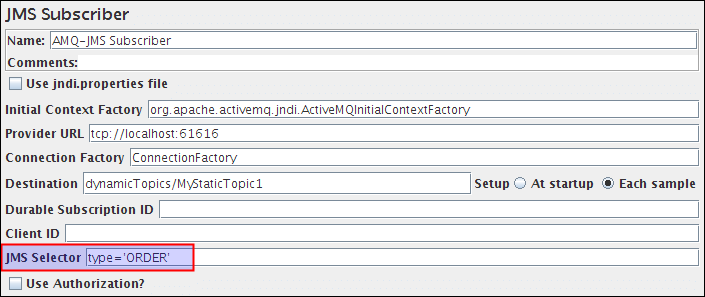 JMS Subscriber
Name: AMQ-JMS Subscriber
Comments:
Use jndi.properties file
Initial Context Factory org.apache.activemq.jndi.ActiveMQInitialContextFactory
Provider URL tcp://localhost:61616
Connection Factory ConnectionFactory
Destination dynamicTopics/MyStaticTopic1 Setup At startup Each sample
Durable Subscription ID
Client ID
JMS Selector type='ORDER'
Use Authorization?